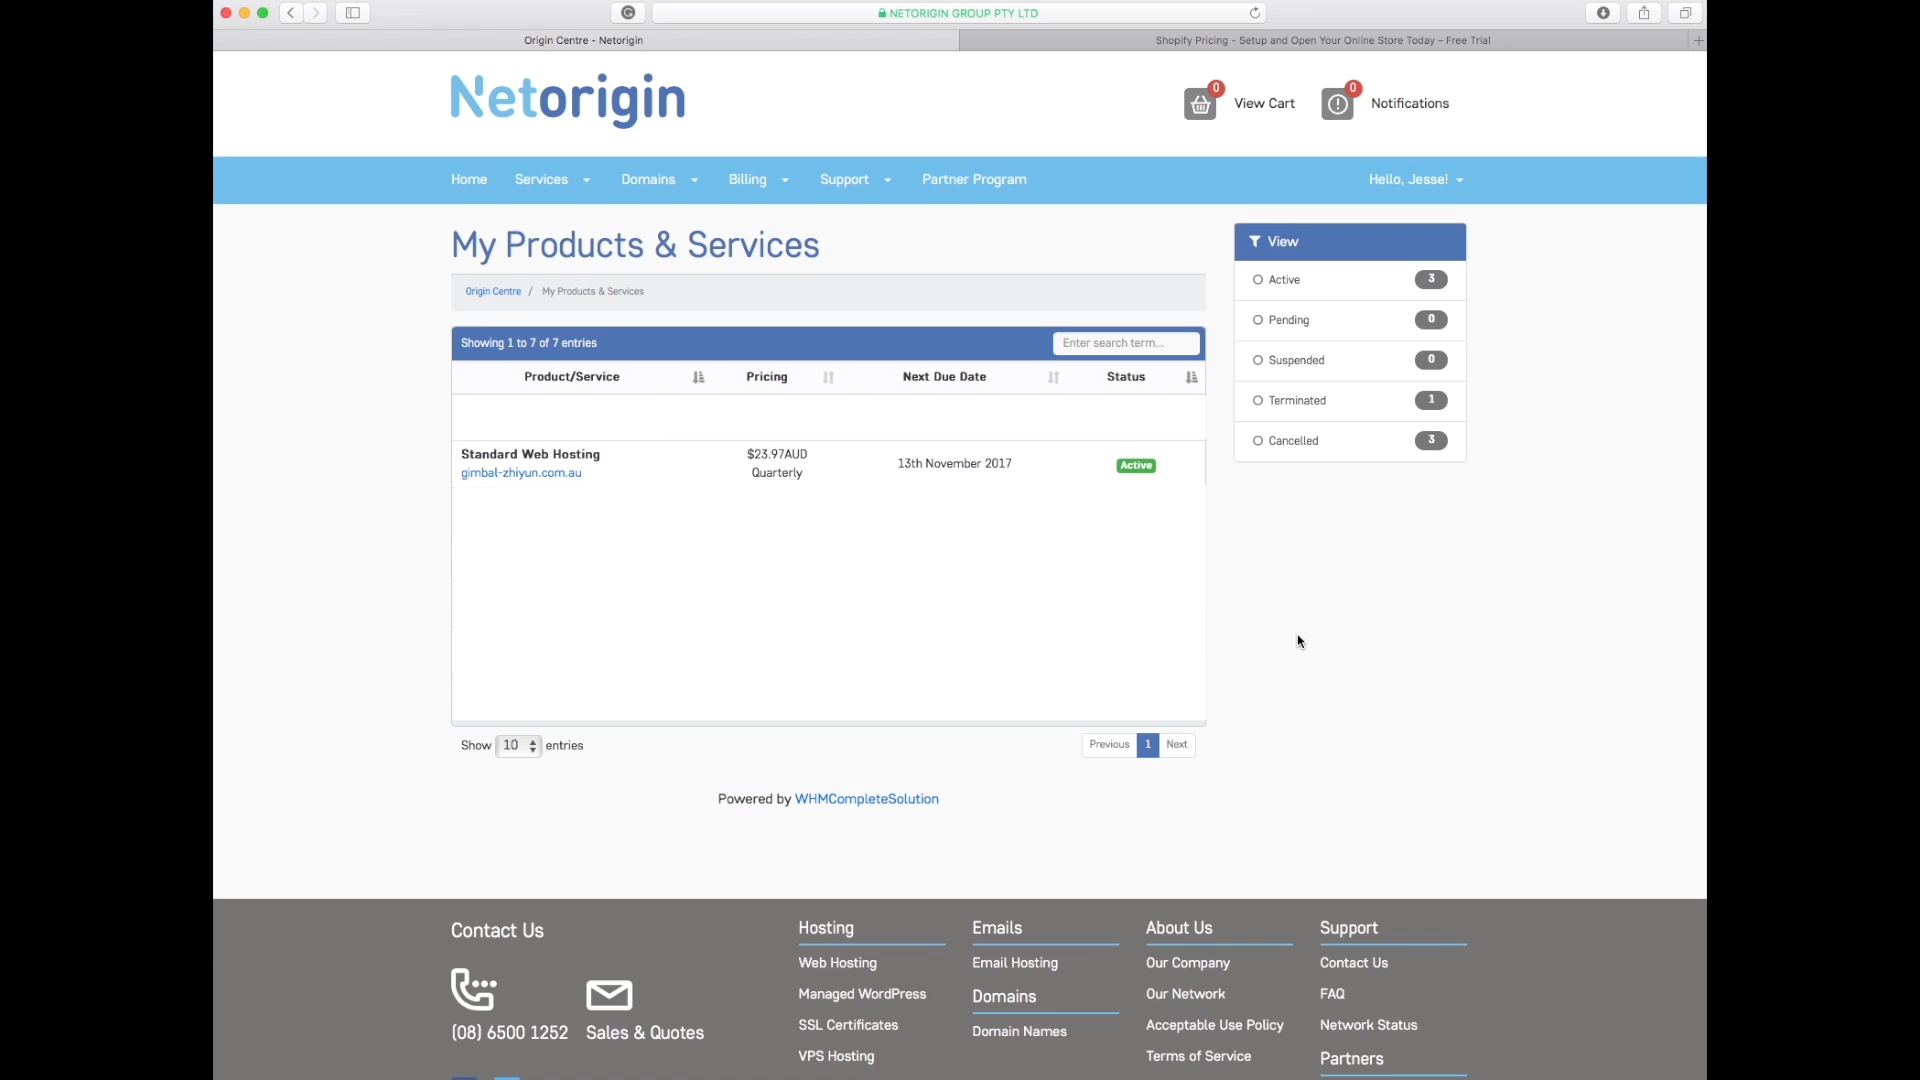 NETORIGIN GROUP PTY LTD
Origin Centre - Netorigin
Shopify Pricing - Setup and Open Your Online Store Today – Free Trial
Netorigin
0
View Cart
0
Notifications
Home
Services
Domains
Billing
Support
Partner Program
Hello, Jesse!
My Products & Services
Origin Centre / My Products & Services
Showing 1 to 7 of 7 entries
Enter search term...
Product/Service
Pricing
Next Due Date
Status
Standard Web Hosting
gimbal-zhiyun.com.au
$23.97AUD
Quarterly
13th November 2017
Active
Show 10 entries
Previous 1 Next
View
Active 3
Pending 0
Suspended 0
Terminated 1
Cancelled 3
Powered by WHMCompleteSolution
Contact Us
(08) 6500 1252
Sales & Quotes
Hosting
Web Hosting
Managed WordPress
SSL Certificates
VPS Hosting
Emails
Email Hosting
Domains
Domain Names
About Us
Our Company
Our Network
Acceptable Use Policy
Terms of Service
Support
Contact Us
FAQ
Network Status
Partners